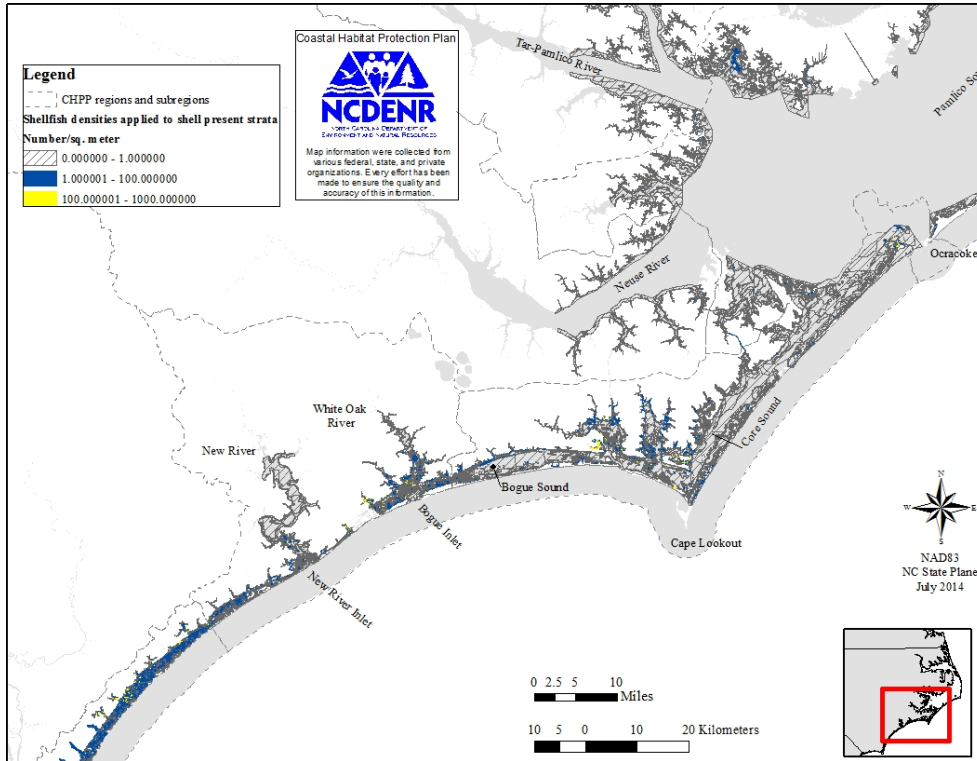 Legend
CHPP regions and subregions
Shellfish densities applied to shell present strata
Number/sq. meter
0.000000 - 1.000000
1.000001 - 100.000000
100.000001 - 1000.000000
Coastal Habitat Protection Plan
NCDENR
NORTH CAROLINA DEPARTMENT OF
ENVIRONMENT AND NATURAL RESOURCES
Map information were collected from
various federal, state, and private
organizations. Every effort has been
made to ensure the quality and
accuracy of this information.
Tar-Pamlico River
Pamlico So
Neuse River
Ocracoke
Core Sound
White Oak
River
New River
Bogue Sound
Bogue Inlet
Cape Lookout
New River Inlet
N
W
E
S
NAD83
NC State Plane
July 2014
0 2.5 5 10
Miles
10 5 0 10 20 Kilometers